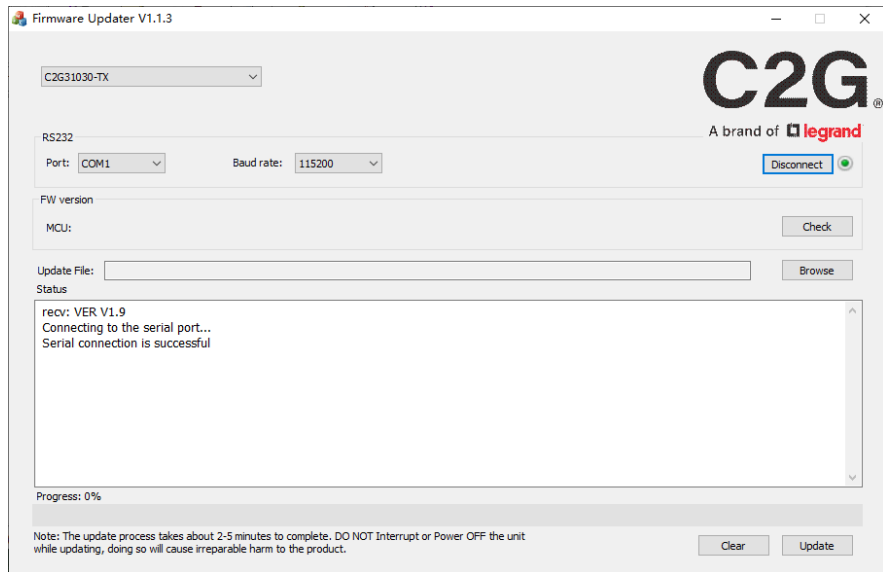 Firmware Updater V1.1.3
C2G31030-TX
C2G®
A brand of legrand
RS232
Port: COM1 Baud rate: 115200 Disconnect
FW version
MCU: Check
Update File: Browse
Status
recv: VER V1.9
Connecting to the serial port...
Serial connection is successful
Progress: 0%
Note: The update process takes about 2-5 minutes to complete. DO NOT Interrupt or Power OFF the unit
while updating, doing so will cause irreparable harm to the product.
Clear Update